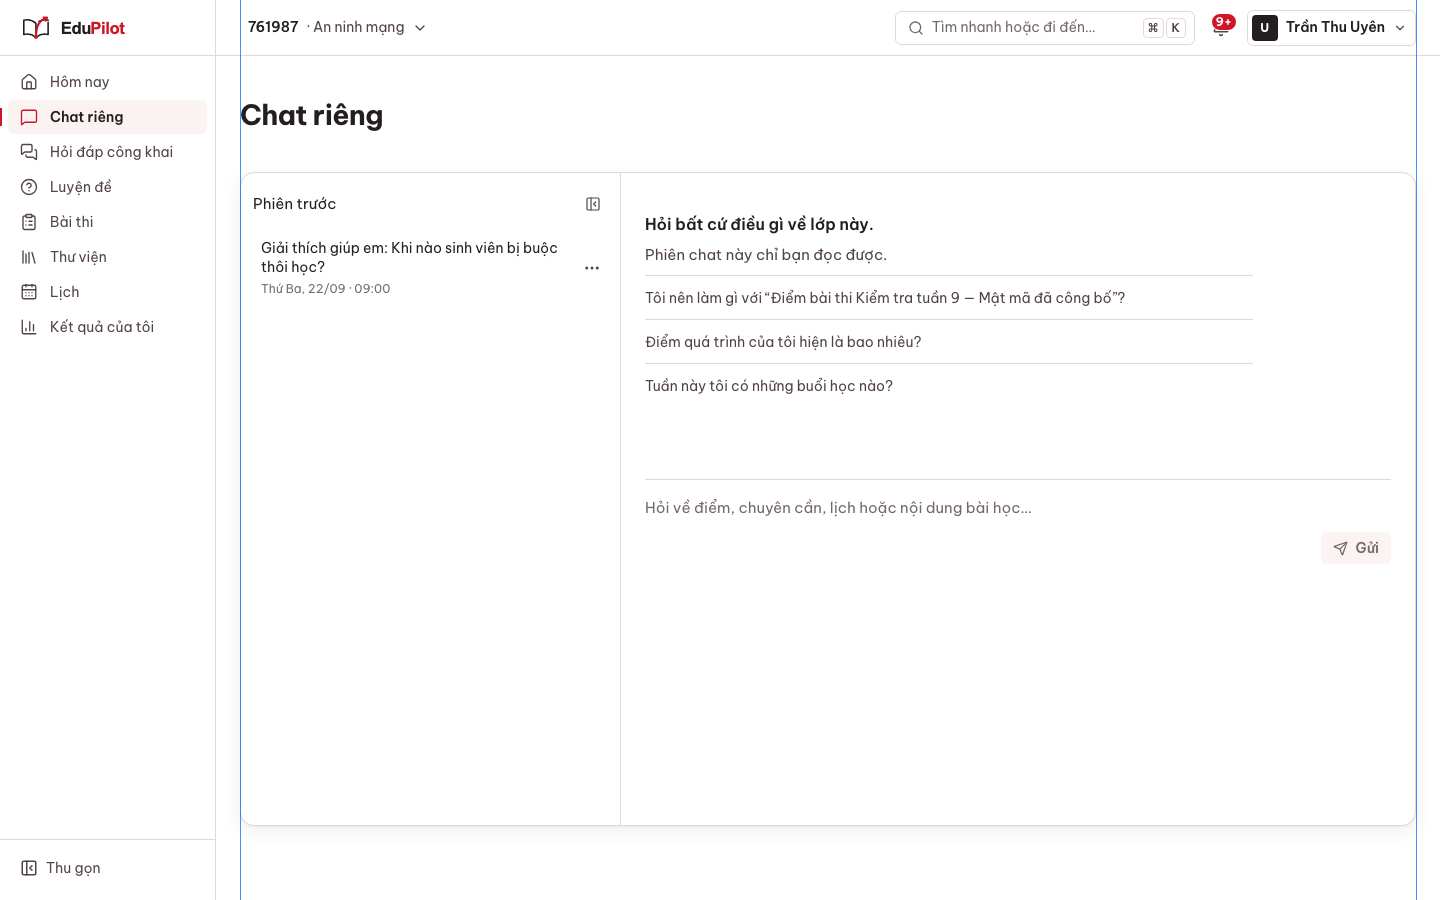 EduPilot
761987 · An ninh mạng
Tìm nhanh hoặc đi đến...
⌘ K
9+
U
Trần Thu Uyên
Hôm nay
Chat riêng
Hỏi đáp công khai
Luyện đề
Bài thi
Thư viện
Lịch
Kết quả của tôi
Thu gọn
Chat riêng
Phiên trước
Giải thích giúp em: Khi nào sinh viên bị buộc
thôi học?
Thứ Ba, 22/09 · 09:00
Hỏi bất cứ điều gì về lớp này.
Phiên chat này chỉ bạn đọc được.
Tôi nên làm gì với “Điểm bài thi Kiểm tra tuần 9 — Mật mã đã công bố”?
Điểm quá trình của tôi hiện là bao nhiêu?
Tuần này tôi có những buổi học nào?
Hỏi về điểm, chuyên cần, lịch hoặc nội dung bài học...
Gửi